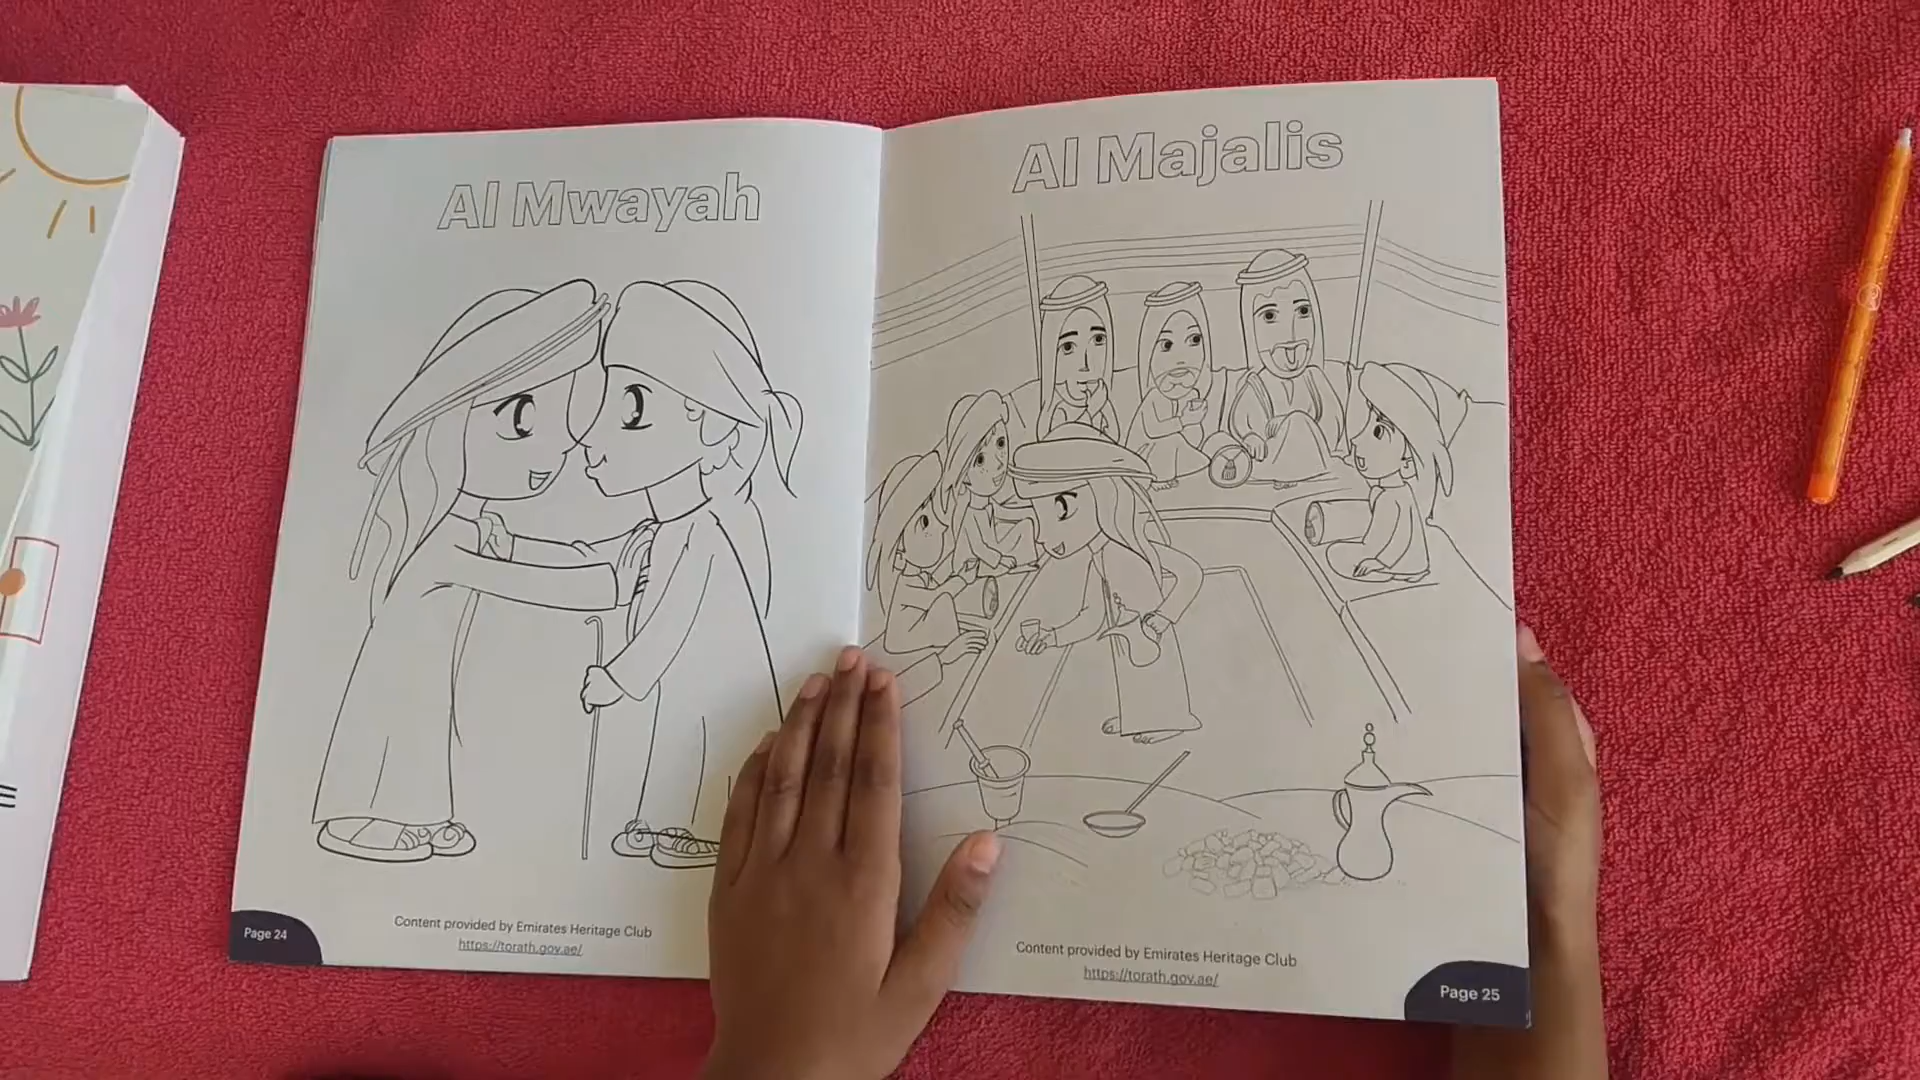 Al Mwayah
Content provided by Emirates Heritage Club
https://torath.gov.ae/
Page 24
Al Majalis
Content provided by Emirates Heritage Club
https://torath.gov.ae/
Page 25